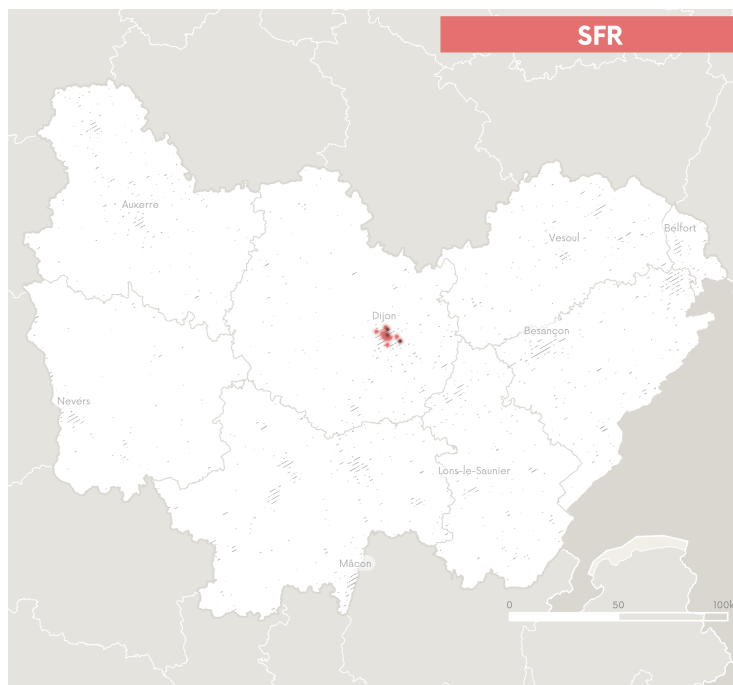 SFR
Auxerre
Belfort
Vesoul
Dijon
Besançon
Nevers
Lons-le-Saunier
Mâcon
0 50 100k